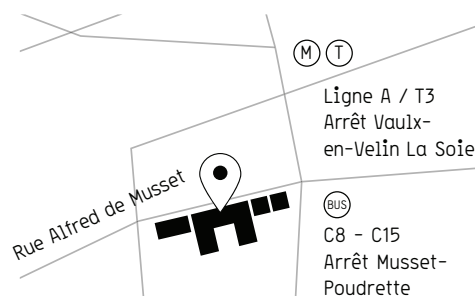 M T
Ligne A / T3
Arrêt Vaulx-
en-Velin La Soie
Rue Alfred de Musset
BUS
C8 - C15
Arrêt Musset-
Poudrette